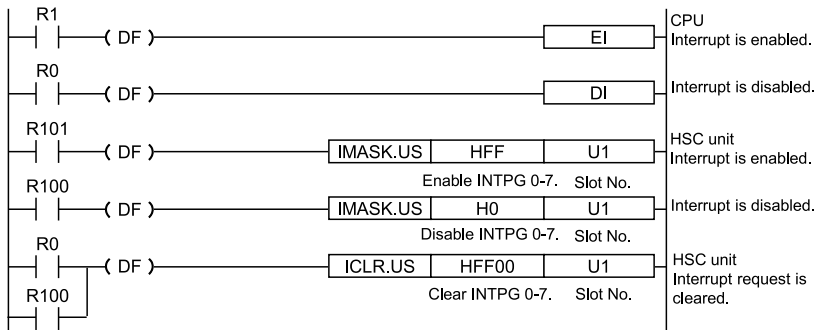 R1
( DF )
EI
CPU
Interrupt is enabled.
R0
( DF )
DI
Interrupt is disabled.
R101
( DF )
IMASK.US HFF U1
HSC unit
Interrupt is enabled.
Enable INTPG 0-7. Slot No.
R100
( DF )
IMASK.US H0 U1
Interrupt is disabled.
Disable INTPG 0-7. Slot No.
R0
( DF )
ICLR.US HFF00 U1
HSC unit
Interrupt request is
cleared.
R100
Clear INTPG 0-7. Slot No.